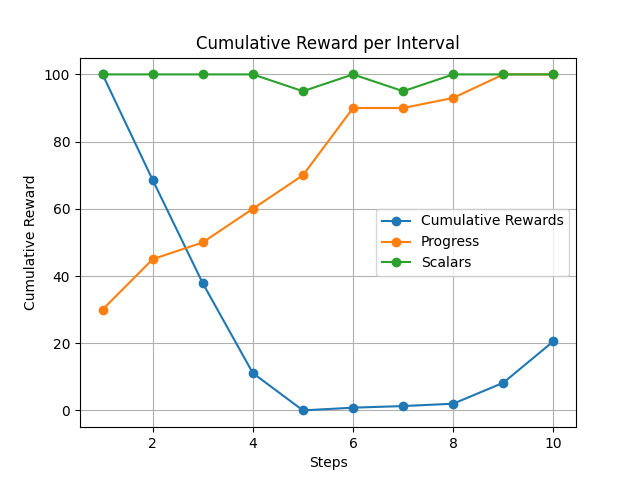 Cumulative Reward per Interval
Cumulative Reward
100
80
60
40
20
0
Cumulative Rewards
Progress
Scalars
2 4 6 8 10
Steps